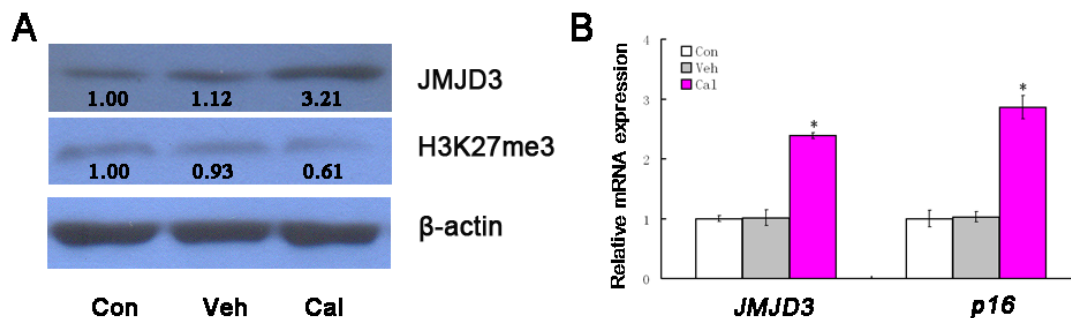 A
JMJD3
1.00 1.12 3.21
H3K27me3
1.00 0.93 0.61
β-actin
Con Veh Cal
B
Relative mRNA expression
4
3
2
1
0
Con
Veh
Cal
*
*
JMJD3 p16